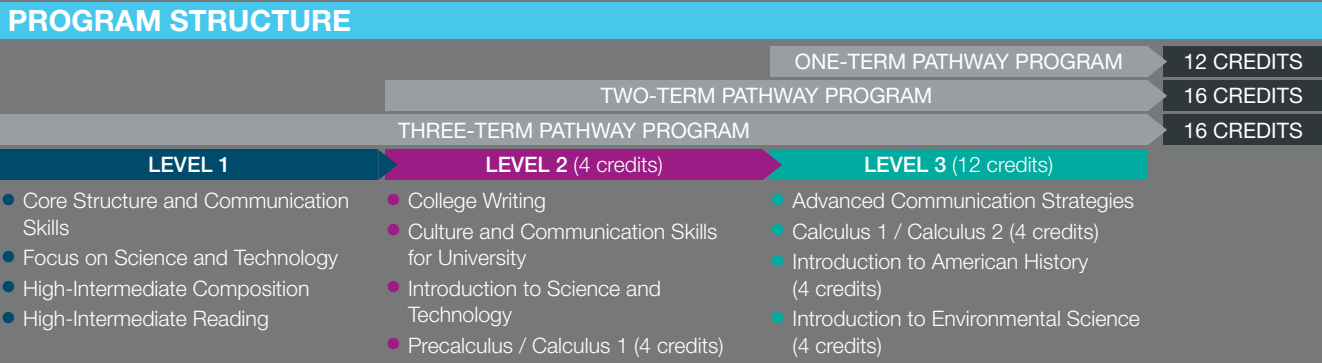 PROGRAM STRUCTURE
ONE-TERM PATHWAY PROGRAM 12 CREDITS
TWO-TERM PATHWAY PROGRAM 16 CREDITS
THREE-TERM PATHWAY PROGRAM 16 CREDITS
LEVEL 1
Core Structure and Communication
Skills
Focus on Science and Technology
High-Intermediate Composition
High-Intermediate Reading
LEVEL 2 (4 credits)
College Writing
Culture and Communication Skills
for University
Introduction to Science and
Technology
Precalculus / Calculus 1 (4 credits)
LEVEL 3 (12 credits)
Advanced Communication Strategies
Calculus 1 / Calculus 2 (4 credits)
Introduction to American History
(4 credits)
Introduction to Environmental Science
(4 credits)